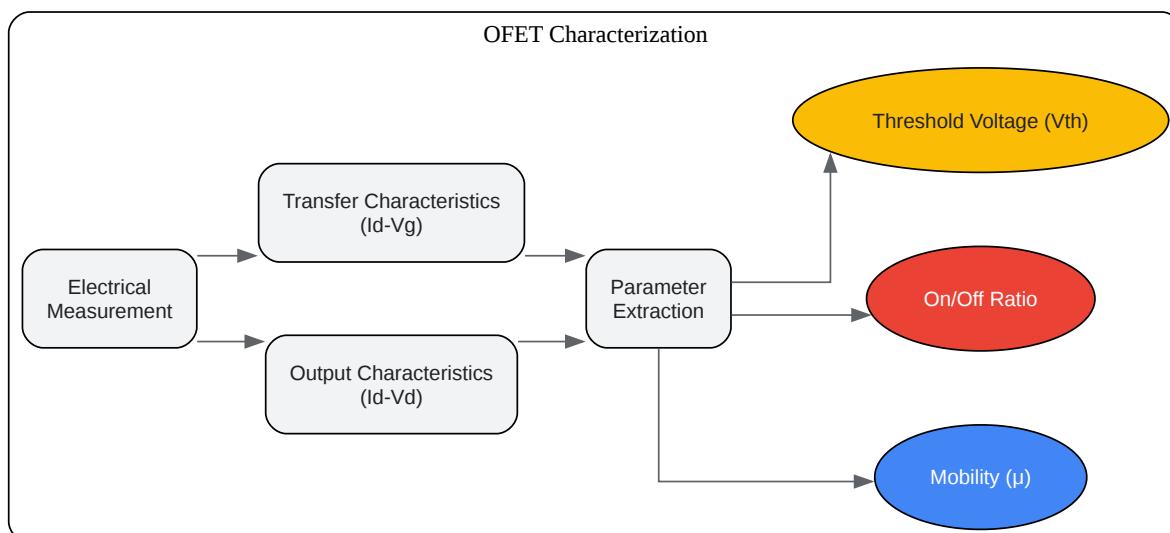 OFET Characterization
Threshold Voltage (Vth)
Transfer Characteristics
(Id-Vg)
Electrical
Measurement
Parameter
Extraction
On/Off Ratio
Output Characteristics
(Id-Vd)
Mobility (μ)